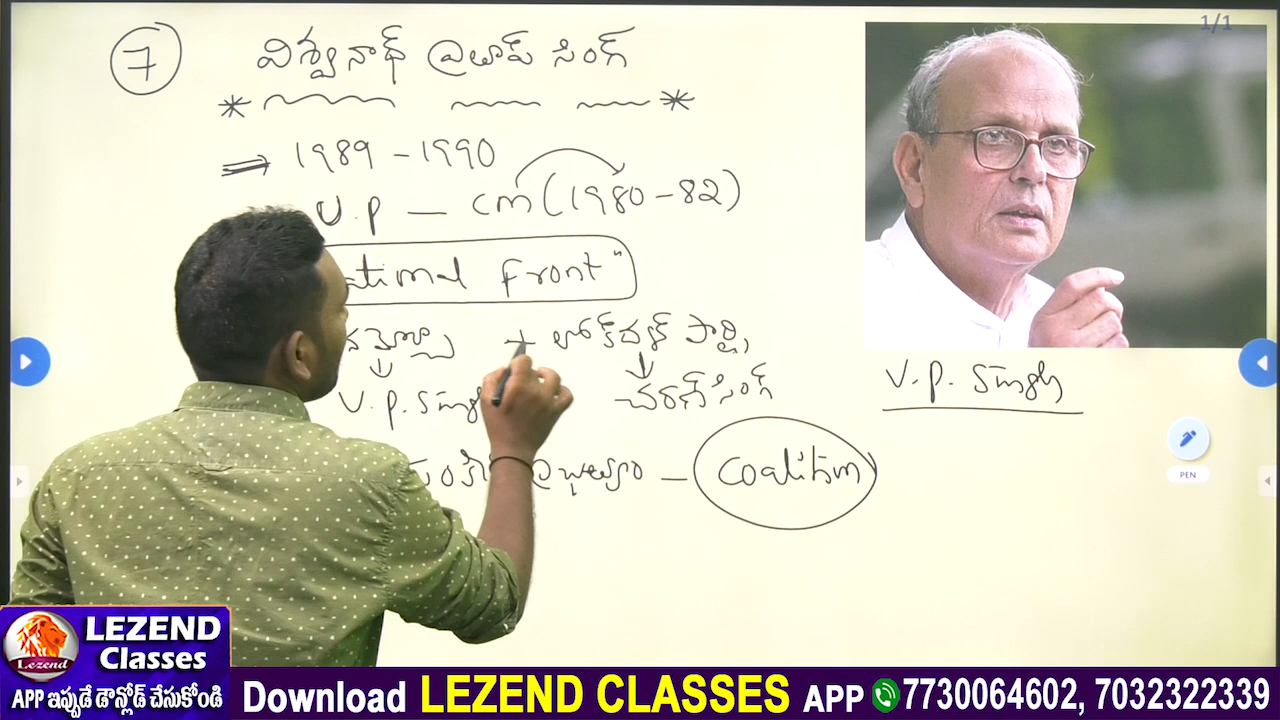 1/1
7 విశ్వనాథ్ ప్రతాప్ సింగ్
⇒ 1989 - 1990
U.P — CM (1980-82)
Front"
+ లోక్‌దళ్ పార్టీ
↓ ↓
V.P. Singh చరణ్ సింగ్
V.P. Singh
— Coalition
PEN
LEZEND
Classes
Lezend
APP ఇప్పుడే డౌన్లోడ్ చేసుకోండి
Download LEZEND CLASSES APP 7730064602, 7032322339